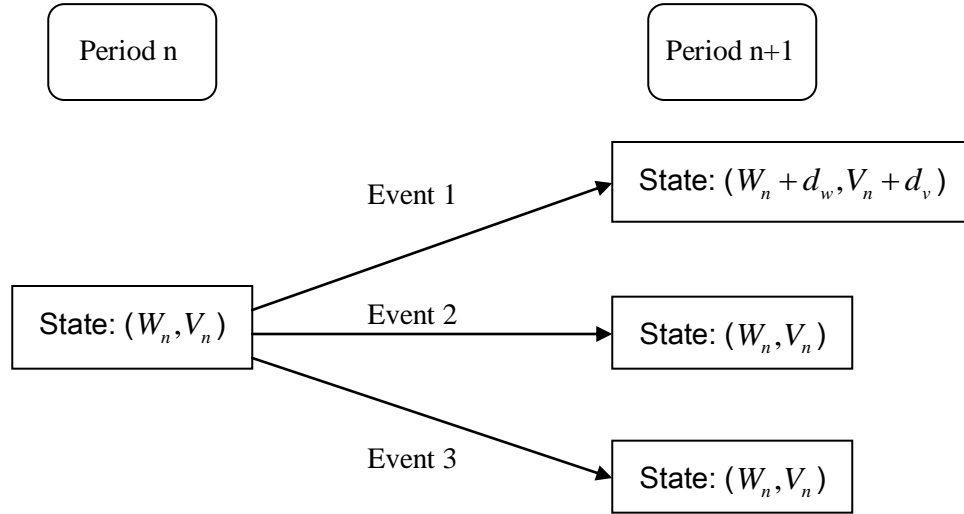 Period n
Period n+1
State: (W_n + d_w, V_n + d_v)
Event 1
State: (W_n, V_n)
Event 2
State: (W_n, V_n)
Event 3
State: (W_n, V_n)